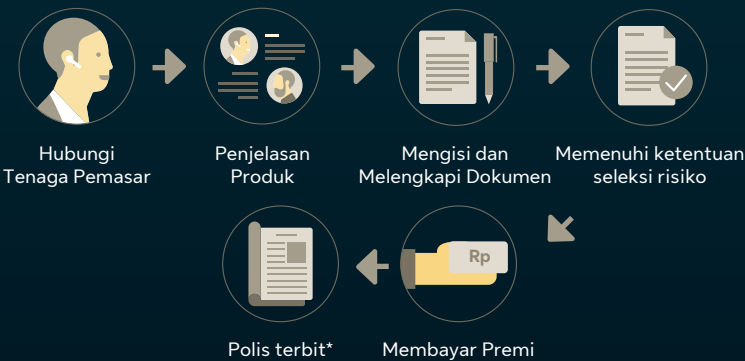 Hubungi
Tenaga Pemasar
Penjelasan
Produk
Mengisi dan
Melengkapi Dokumen
Memenuhi ketentuan
seleksi risiko
Rp
Membayar Premi
Polis terbit*